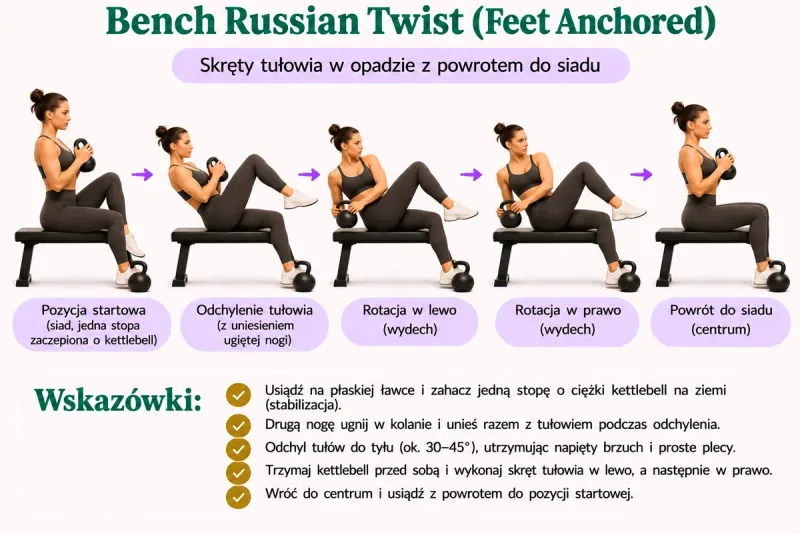 Bench Russian Twist (Feet Anchored)
Skręty tułowia w opadzie z powrotem do siadu
Pozycja startowa
(siad, jedna stopa
zaczepiona o kettlebell)
Odchylenie tułowia
(z uniesieniem
ugiętej nogi)
Rotacja w lewo
(wydech)
Rotacja w prawo
(wydech)
Powrót do siadu
(centrum)
Wskazówki:
Usiądź na płaskiej ławce i zahacz jedną stopę o ciężki kettlebell na ziemi
(stabilizacja).
Drugą nogę ugnij w kolanie i unieś razem z tułowiem podczas odchylenia.
Odchyl tułów do tyłu (ok. 30–45°), utrzymując napięty brzuch i proste plecy.
Trzymaj kettlebell przed sobą i wykonaj skręt tułowia w lewo, a następnie w prawo.
Wróć do centrum i usiądź z powrotem do pozycji startowej.